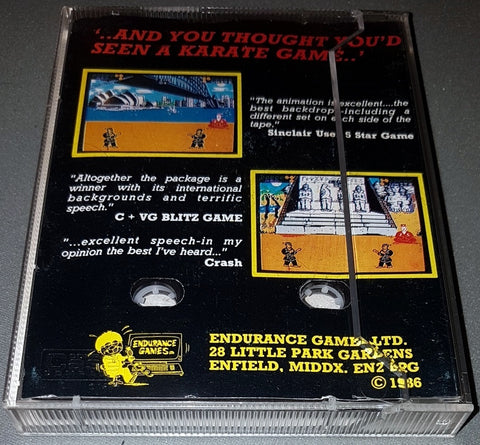 '..AND YOU THOUGHT YOU'D
SEEN A KARATE GAME..'
"The animation is excellent....the
best backdrop-including a
different set on each side of the
tape,"
Sinclair User 5 Star Game
"Altogether the package is a
winner with its international
backgrounds and terrific
speech."
C + VG BLITZ GAME
"...excellent speech-in my
opinion the best I've heard..."
Crash
ENDURANCE
GAMES
ENDURANCE GAMES LTD.
28 LITTLE PARK GARDENS
ENFIELD, MIDDX. EN2 6PG
© 1986